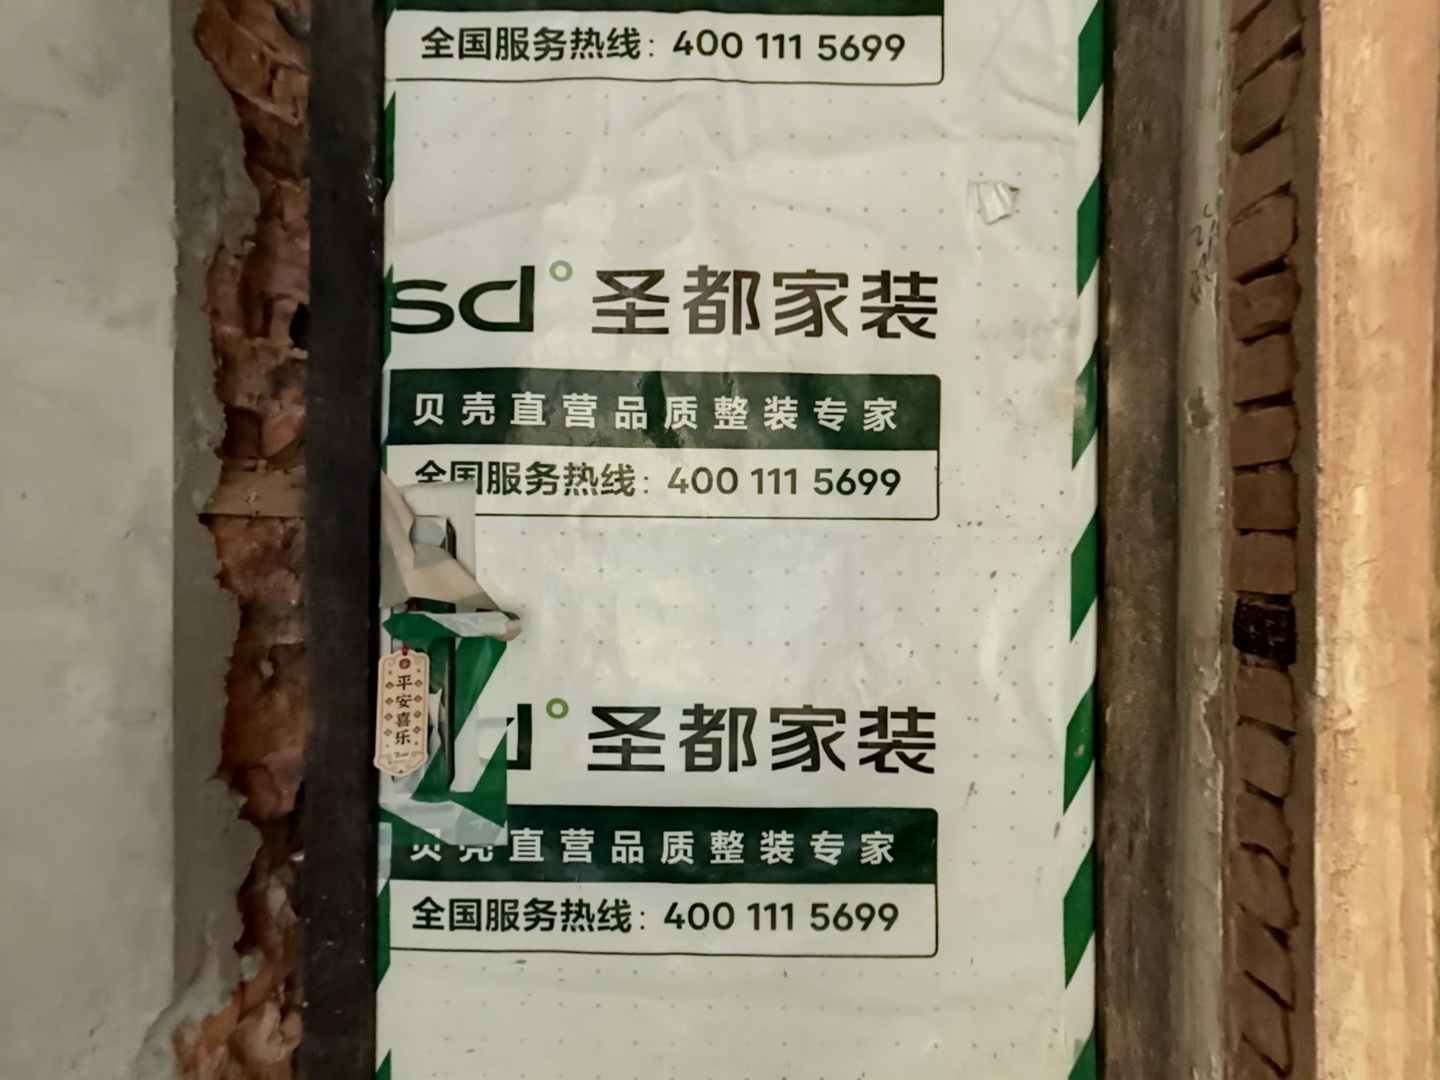 全国服务热线：400 111 5699
sd° 圣都家装
贝壳直营品质整装专家
全国服务热线：400 111 5699
平安喜乐
d° 圣都家装
贝壳直营品质整装专家
全国服务热线：400 111 5699